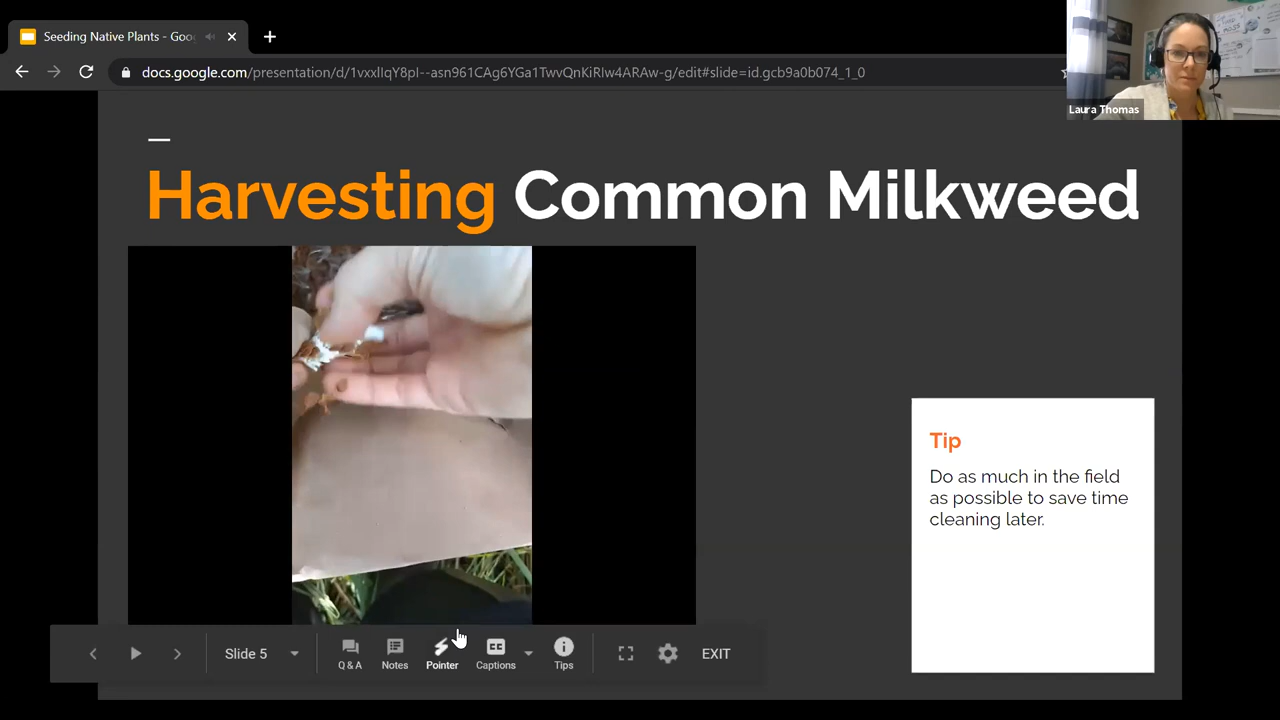 Seeding Native Plants - Goo
docs.google.com/presentation/d/1vxxlIqY8pI--asn961CAg6YGa1TwvQnKiRIw4ARAw-g/edit#slide=id.gcb9a0b074_1_0
Laura Thomas
Harvesting Common Milkweed
Tip
Do as much in the field
as possible to save time
cleaning later.
Slide 5
Q & A
Notes
Pointer
CC
Captions
Tips
EXIT